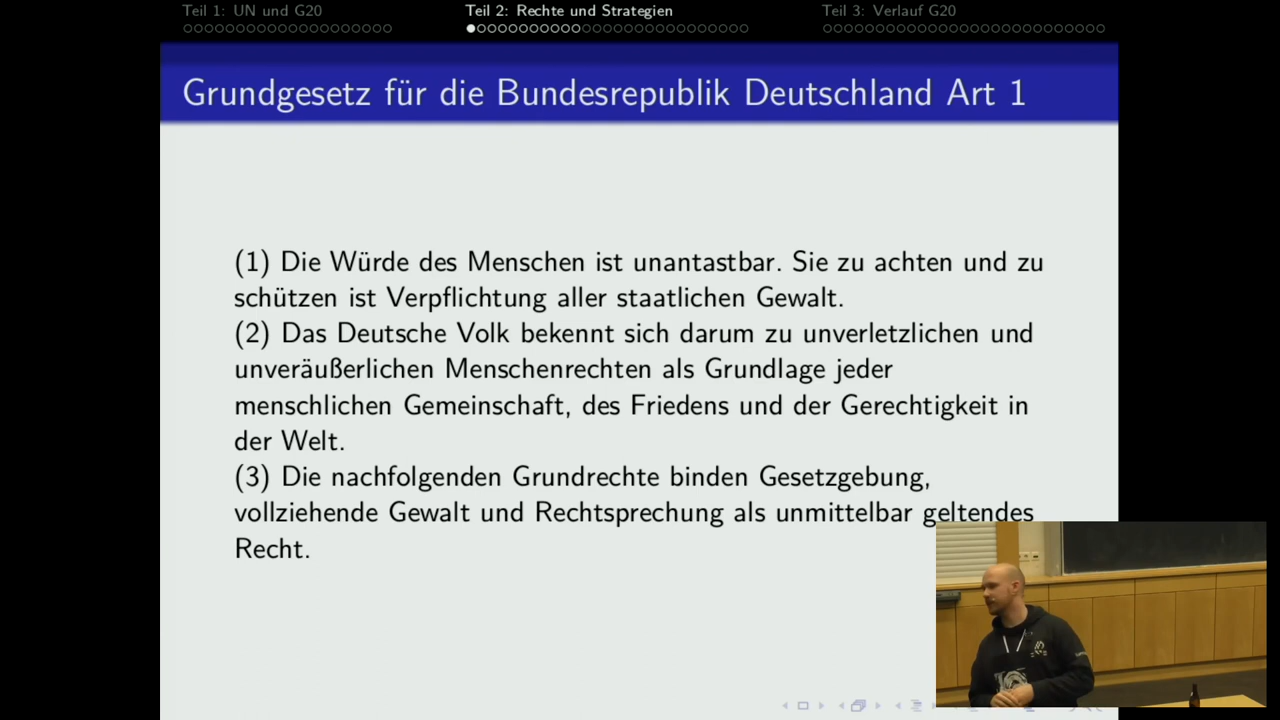 Teil 1: UN und G20
Teil 2: Rechte und Strategien
Teil 3: Verlauf G20
Grundgesetz für die Bundesrepublik Deutschland Art 1
(1) Die Würde des Menschen ist unantastbar. Sie zu achten und zu
schützen ist Verpflichtung aller staatlichen Gewalt.
(2) Das Deutsche Volk bekennt sich darum zu unverletzlichen und
unveräußerlichen Menschenrechten als Grundlage jeder
menschlichen Gemeinschaft, des Friedens und der Gerechtigkeit in
der Welt.
(3) Die nachfolgenden Grundrechte binden Gesetzgebung,
vollziehende Gewalt und Rechtsprechung als unmittelbar geltendes
Recht.